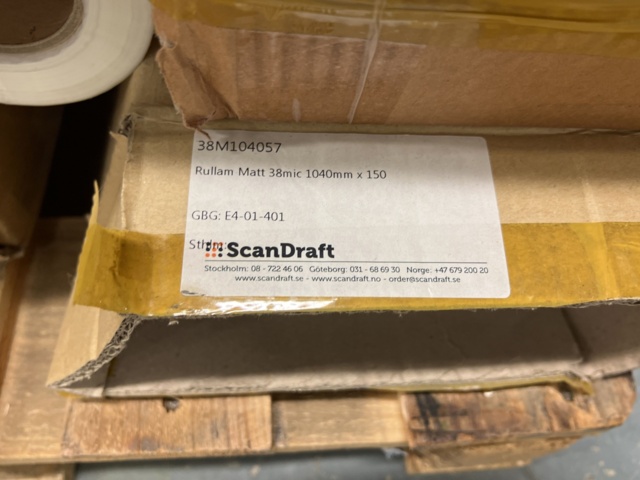 38M104057
Rullam Matt 38mic 1040mm x 150
GBG: E4-01-401
Sthlm:
ScanDraft
Stockholm: 08 - 722 46 06 Göteborg: 031 - 68 69 30 Norge: +47 679 200 20
www.scandraft.se - www.scandraft.no - order@scandraft.se